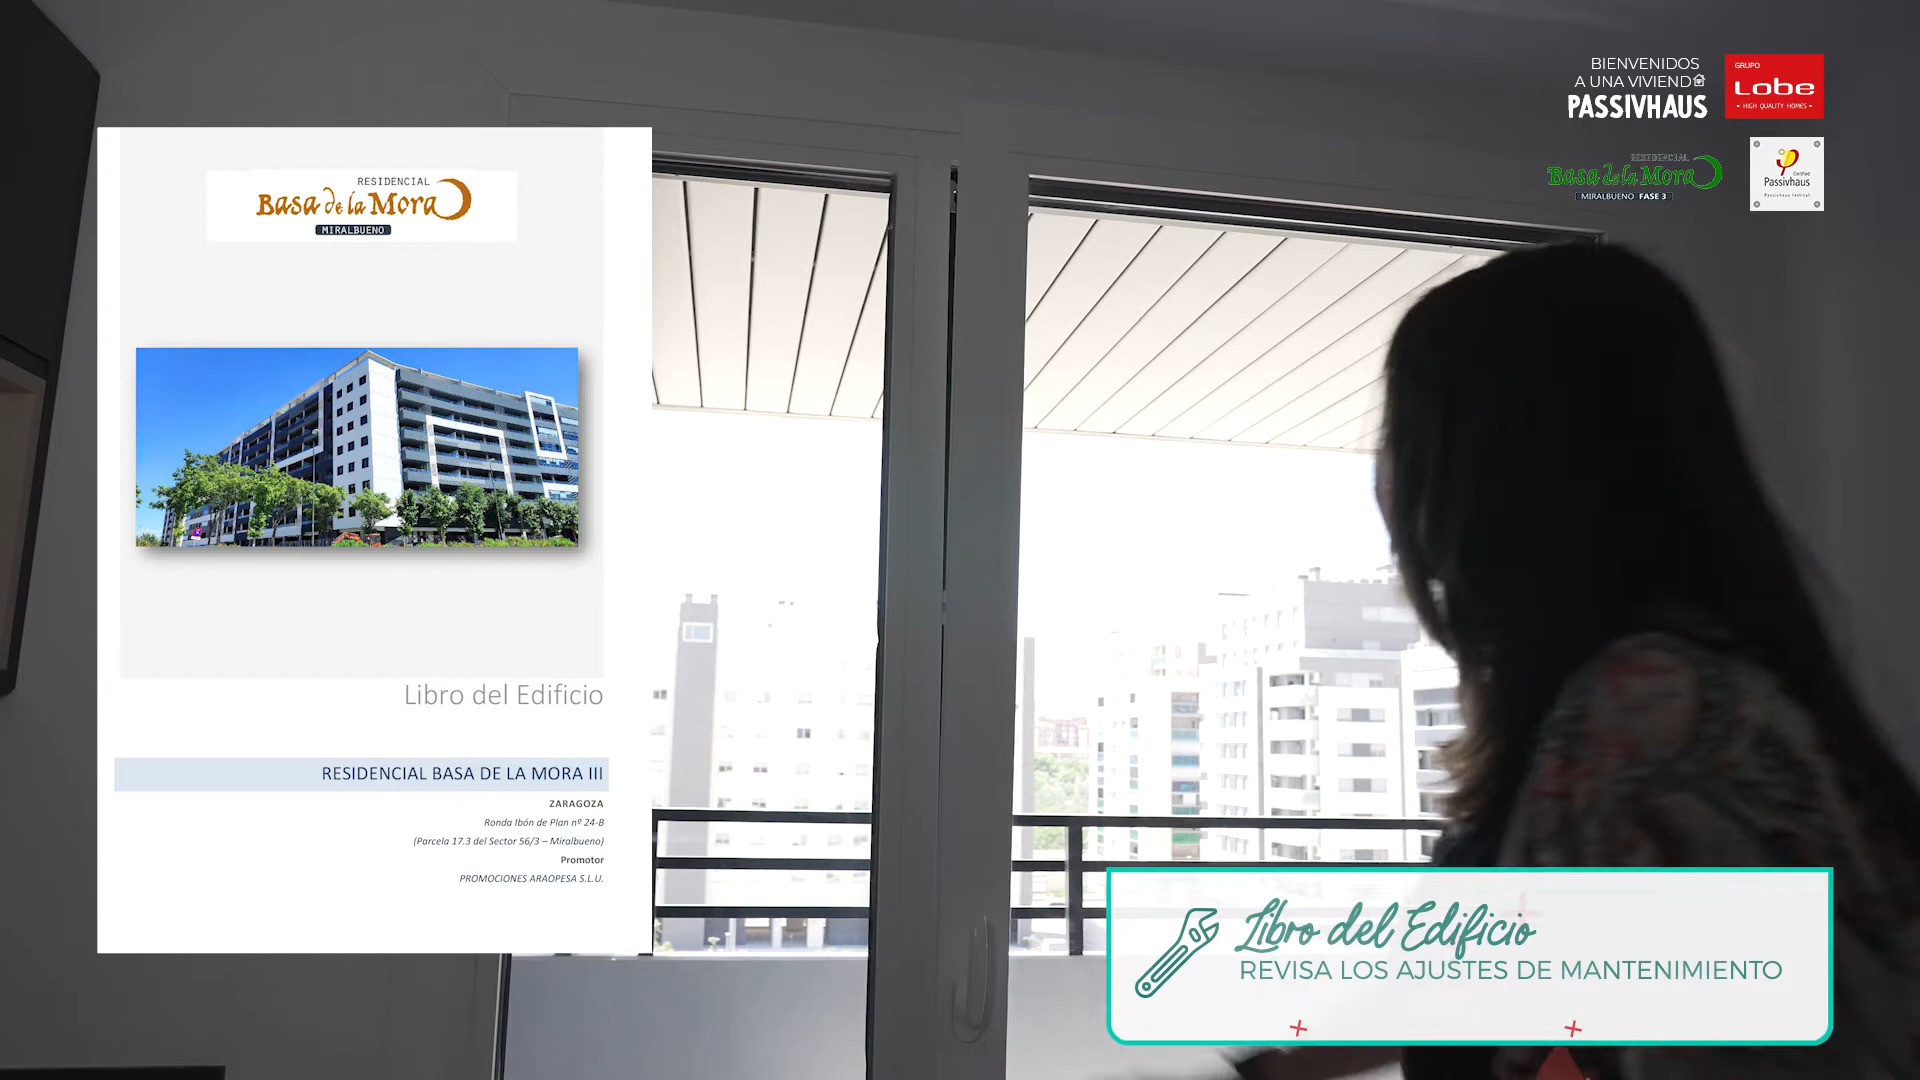 RESIDENCIAL
Basa de la Mora
MIRALBUENO
Libro del Edificio
RESIDENCIAL BASA DE LA MORA III
ZARAGOZA
Ronda Ibón de Plan nº 24-B
(Parcela 17.3 del Sector 56/3 – Miralbueno)
Promotor
PROMOCIONES ARAOPESA S.L.U.
BIENVENIDOS
A UNA VIVIEND
PASSIVHAUS
GRUPO
Lobe
- HIGH QUALITY HOMES -
RESIDENCIAL
Basa de la Mora
MIRALBUENO FASE 3
Certified
Passivhaus
Passivhaus Institut
Libro del Edificio
REVISA LOS AJUSTES DE MANTENIMIENTO